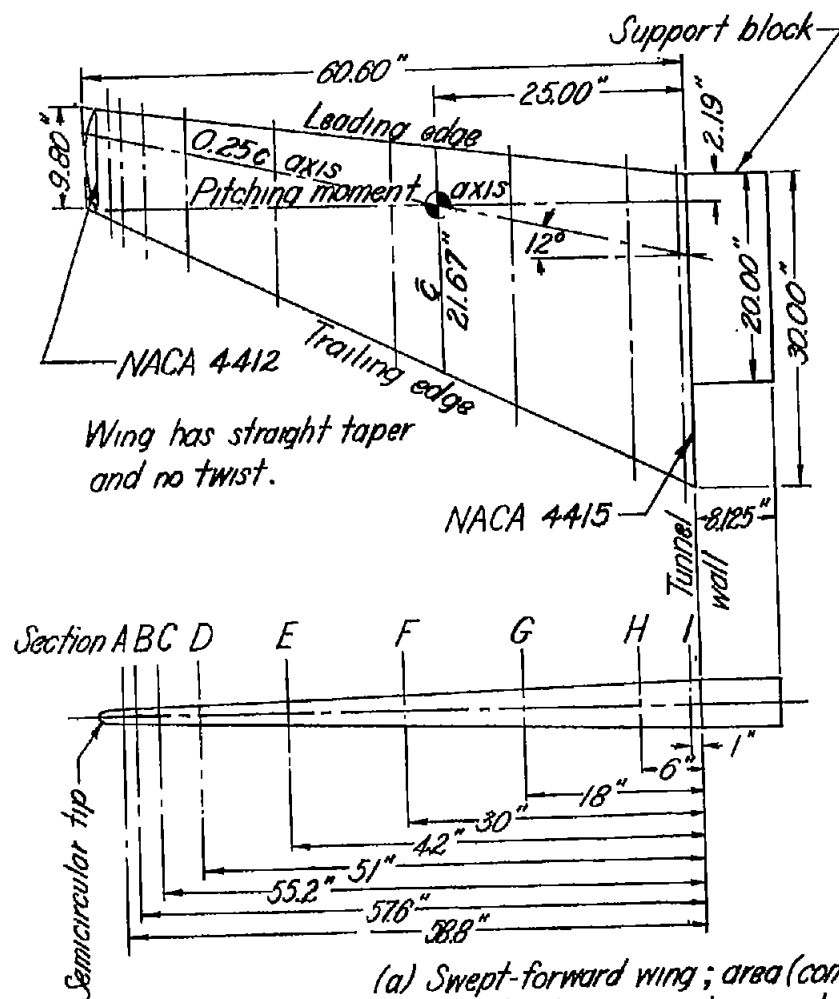 Support block
60.60"
25.00"
2.19"
Leading edge
9.80"
0.25c axis
Pitching moment axis
12°
c̄
21.67"
20.00"
30.00"
Trailing edge
NACA 4412
Wing has straight taper
and no twist.
NACA 4415
8.125"
Tunnel
wall
Section A B C D E F G H I
1"
6"
18"
30"
42"
51"
55.2"
57.6"
58.8"
Semicircular tip
(a) Swept-forward wing; area (com